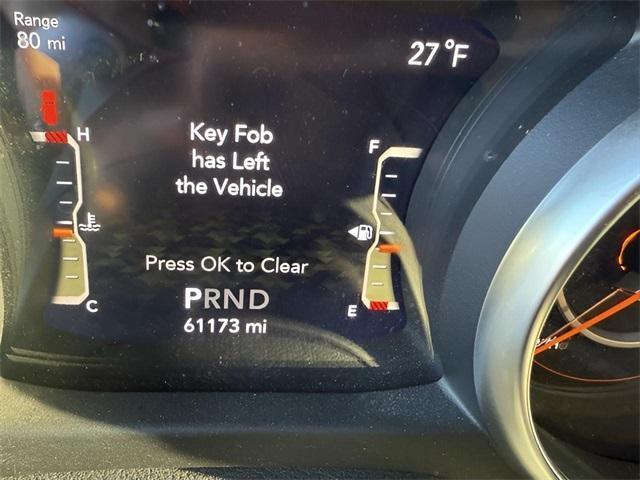 Range
80 mi
27°F
H
Key Fob
has Left
the Vehicle
F
Press OK to Clear
PRND
C
E
61173 mi